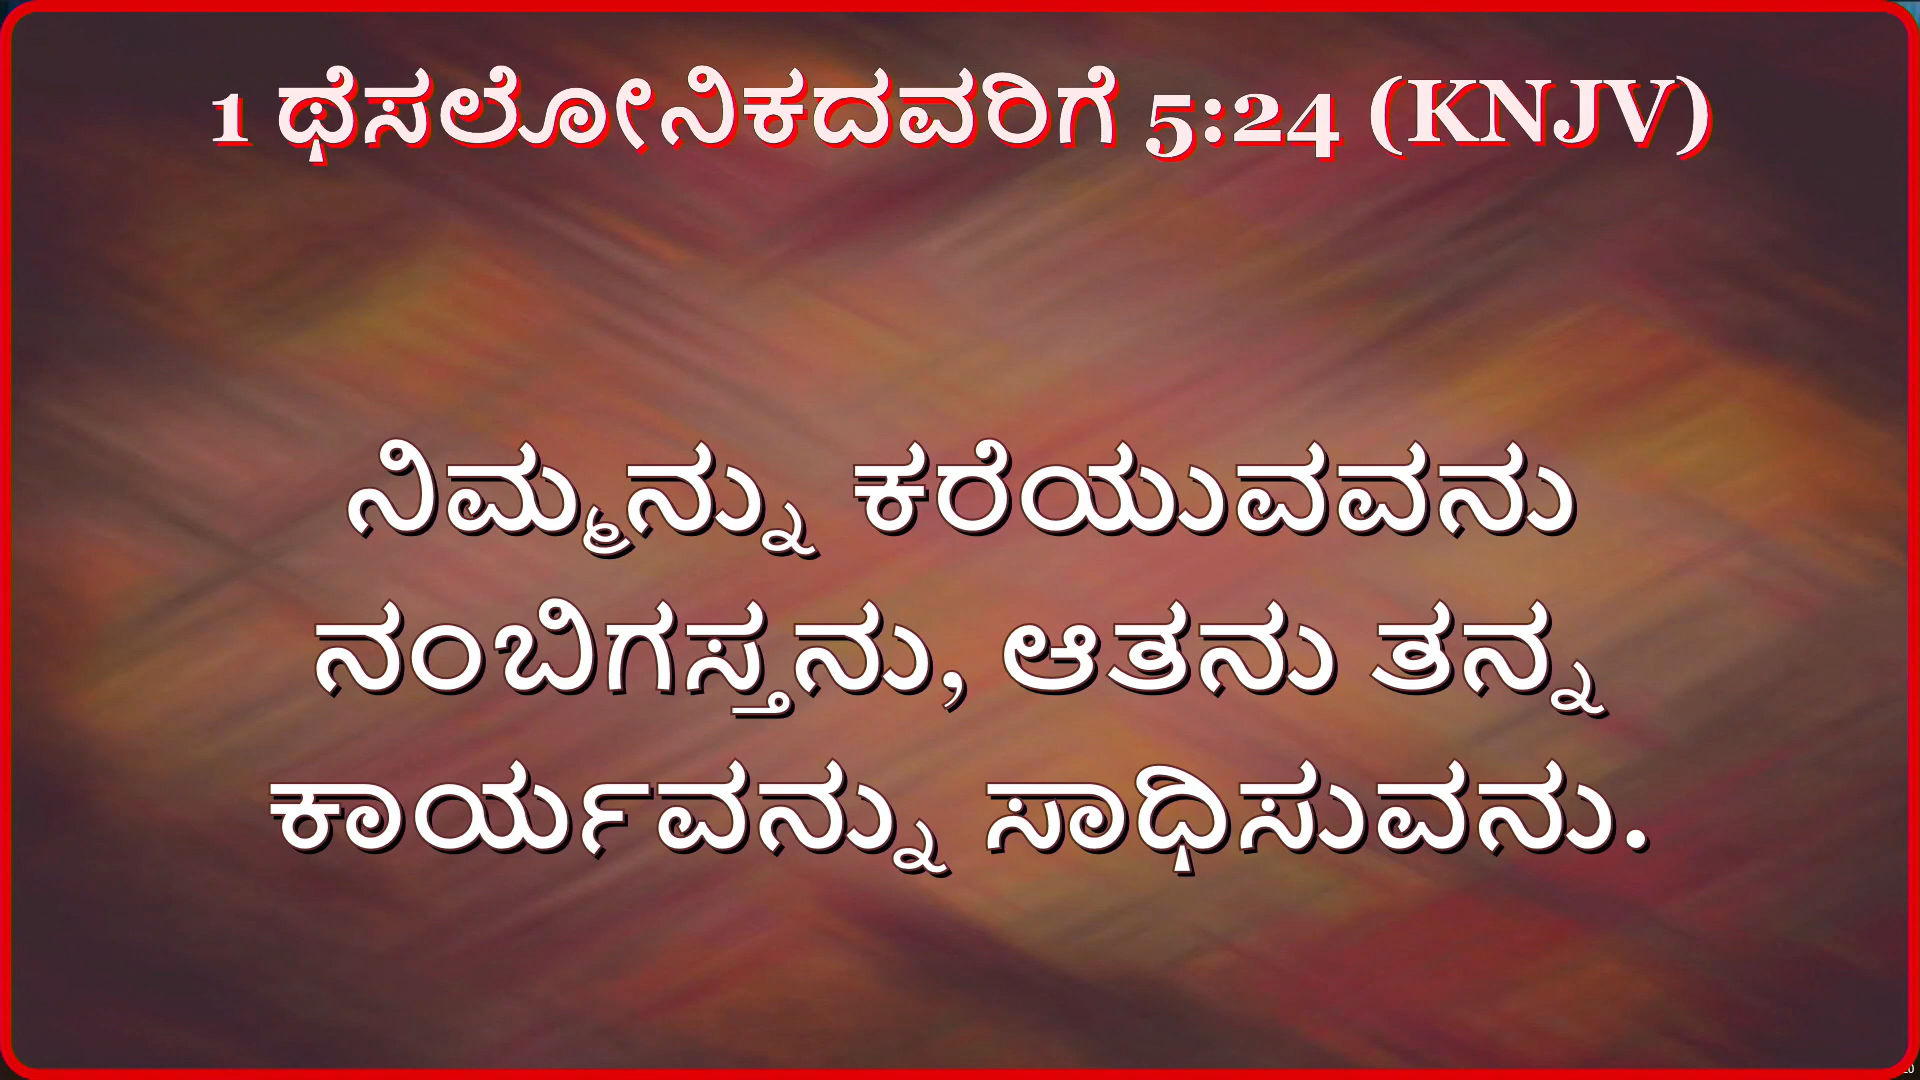 1 ಥೆಸಲೋನಿಕದವರಿಗೆ 5:24 (KNJV)
ನಿಮ್ಮನ್ನು ಕರೆಯುವವನು
ನಂಬಿಗಸ್ತನು, ಆತನು ತನ್ನ
ಕಾರ್ಯವನ್ನು ಸಾಧಿಸುವನು.